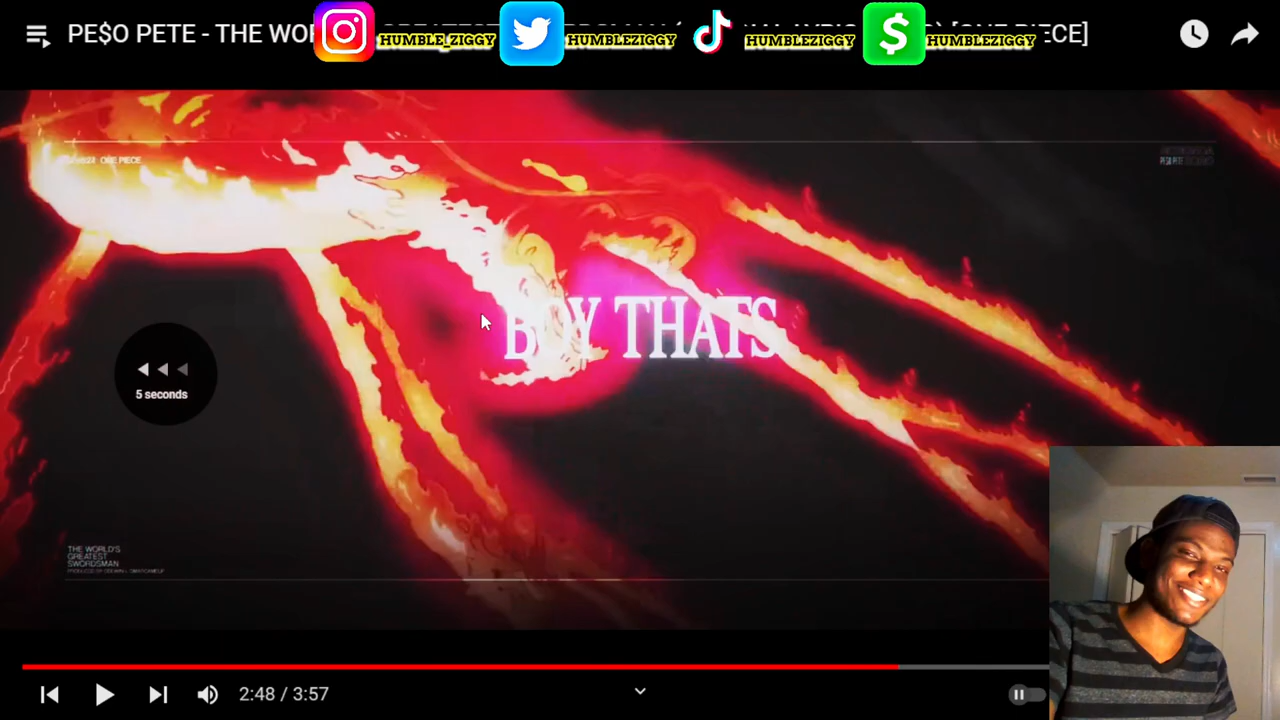 PE$O PETE - THE WOR
ECE]
HUMBLE_ZIGGY
HUMBLEZIGGY
HUMBLEZIGGY
HUMBLEZIGGY
ONE PIECE
BOY THATS
5 seconds
THE WORLD'S
GREATEST
SWORDSMAN
2:48 / 3:57